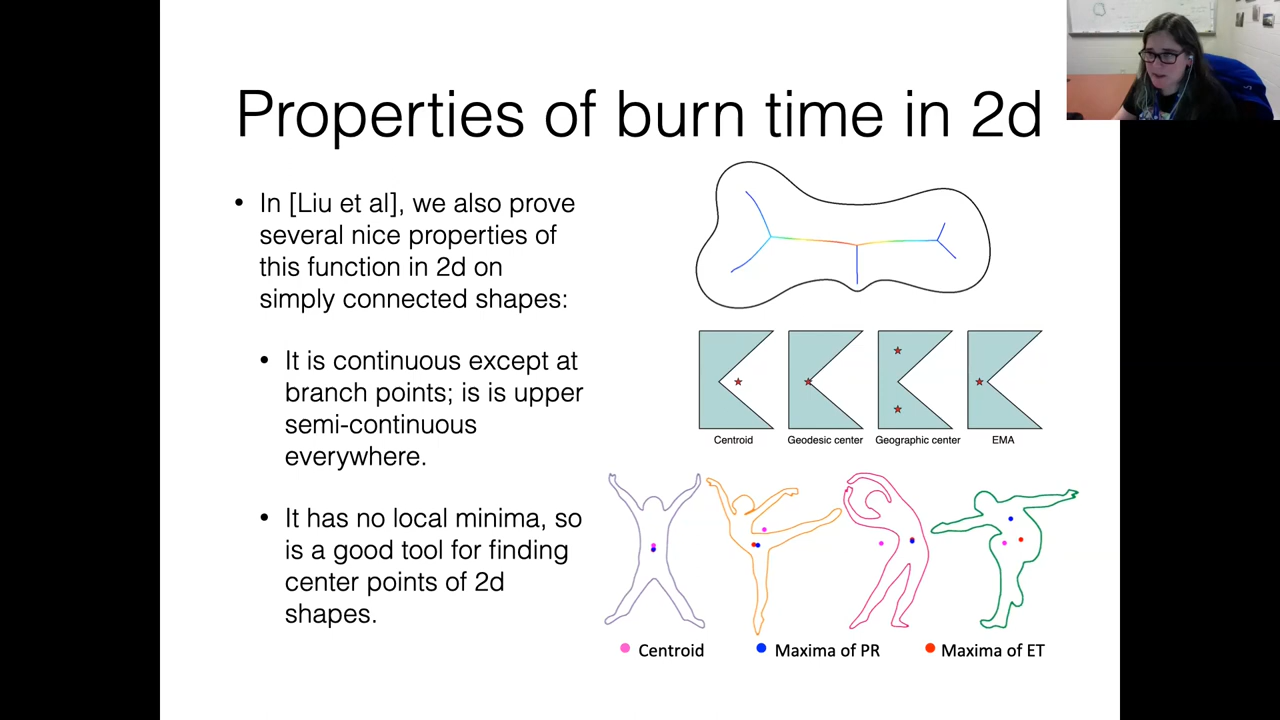 Properties of burn time in 2d
• In [Liu et al], we also prove
several nice properties of
this function in 2d on
simply connected shapes:
• It is continuous except at
branch points; is is upper
semi-continuous
everywhere.
• It has no local minima, so
is a good tool for finding
center points of 2d
shapes.
Centroid
Geodesic center
Geographic center
EMA
Centroid
Maxima of PR
Maxima of ET